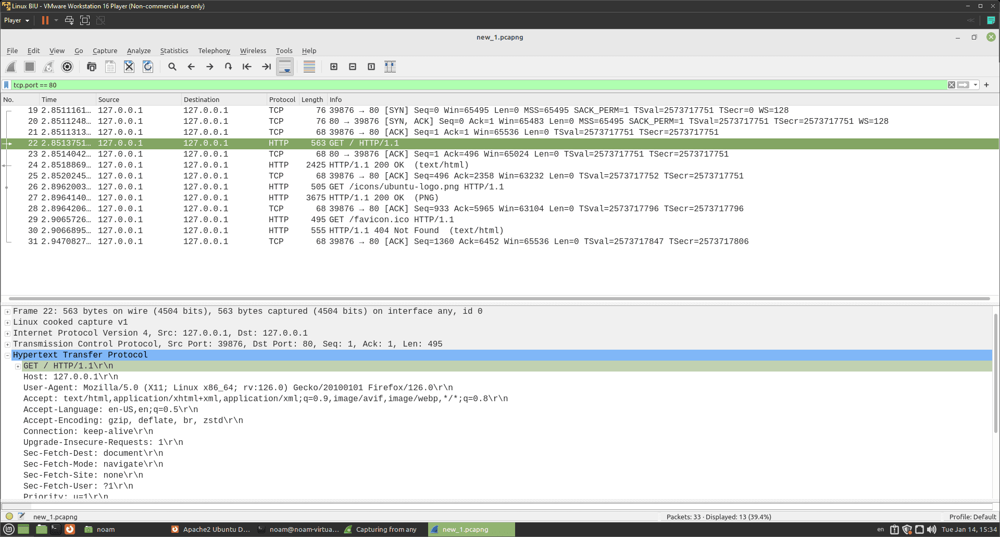 Linux BIU - VMware Workstation 16 Player (Non-commercial use only)
Player
new_1.pcapng
File Edit View Go Capture Analyze Statistics Telephony Wireless Tools Help
tcp.port == 80
No. Time Source Destination Protocol Length Info
19 2.8511161… 127.0.0.1 127.0.0.1 TCP 76 39876 → 80 [SYN] Seq=0 Win=65495 Len=0 MSS=65495 SACK_PERM=1 TSval=2573717751 TSecr=0 WS=128
20 2.8511248… 127.0.0.1 127.0.0.1 TCP 76 80 → 39876 [SYN, ACK] Seq=0 Ack=1 Win=65483 Len=0 MSS=65495 SACK_PERM=1 TSval=2573717751 TSecr=2573717751 WS=128
21 2.8511313… 127.0.0.1 127.0.0.1 TCP 68 39876 → 80 [ACK] Seq=1 Ack=1 Win=65536 Len=0 TSval=2573717751 TSecr=2573717751
22 2.8513751… 127.0.0.1 127.0.0.1 HTTP 563 GET / HTTP/1.1
23 2.8514042… 127.0.0.1 127.0.0.1 TCP 68 80 → 39876 [ACK] Seq=1 Ack=496 Win=65024 Len=0 TSval=2573717751 TSecr=2573717751
24 2.8518869… 127.0.0.1 127.0.0.1 HTTP 2425 HTTP/1.1 200 OK (text/html)
25 2.8520245… 127.0.0.1 127.0.0.1 TCP 68 39876 → 80 [ACK] Seq=496 Ack=2358 Win=63232 Len=0 TSval=2573717752 TSecr=2573717751
26 2.8962003… 127.0.0.1 127.0.0.1 HTTP 505 GET /icons/ubuntu-logo.png HTTP/1.1
27 2.8964140… 127.0.0.1 127.0.0.1 HTTP 3675 HTTP/1.1 200 OK (PNG)
28 2.8964206… 127.0.0.1 127.0.0.1 TCP 68 39876 → 80 [ACK] Seq=933 Ack=5965 Win=63104 Len=0 TSval=2573717796 TSecr=2573717796
29 2.9065726… 127.0.0.1 127.0.0.1 HTTP 495 GET /favicon.ico HTTP/1.1
30 2.9066895… 127.0.0.1 127.0.0.1 HTTP 555 HTTP/1.1 404 Not Found (text/html)
31 2.9470827… 127.0.0.1 127.0.0.1 TCP 68 39876 → 80 [ACK] Seq=1360 Ack=6452 Win=65536 Len=0 TSval=2573717847 TSecr=2573717806
Frame 22: 563 bytes on wire (4504 bits), 563 bytes captured (4504 bits) on interface any, id 0
Linux cooked capture v1
Internet Protocol Version 4, Src: 127.0.0.1, Dst: 127.0.0.1
Transmission Control Protocol, Src Port: 39876, Dst Port: 80, Seq: 1, Ack: 1, Len: 495
Hypertext Transfer Protocol
GET / HTTP/1.1\r\n
Host: 127.0.0.1\r\n
User-Agent: Mozilla/5.0 (X11; Linux x86_64; rv:126.0) Gecko/20100101 Firefox/126.0\r\n
Accept: text/html,application/xhtml+xml,application/xml;q=0.9,image/avif,image/webp,*/*;q=0.8\r\n
Accept-Language: en-US,en;q=0.5\r\n
Accept-Encoding: gzip, deflate, br, zstd\r\n
Connection: keep-alive\r\n
Upgrade-Insecure-Requests: 1\r\n
Sec-Fetch-Dest: document\r\n
Sec-Fetch-Mode: navigate\r\n
Sec-Fetch-Site: none\r\n
Sec-Fetch-User: ?1\r\n
Priority: u=1\r\n
new_1.pcapng Packets: 33 · Displayed: 13 (39.4%) Profile: Default
noam Apache2 Ubuntu D… noam@noam-virtua… Capturing from any new_1.pcapng en Tue Jan 14, 15:34